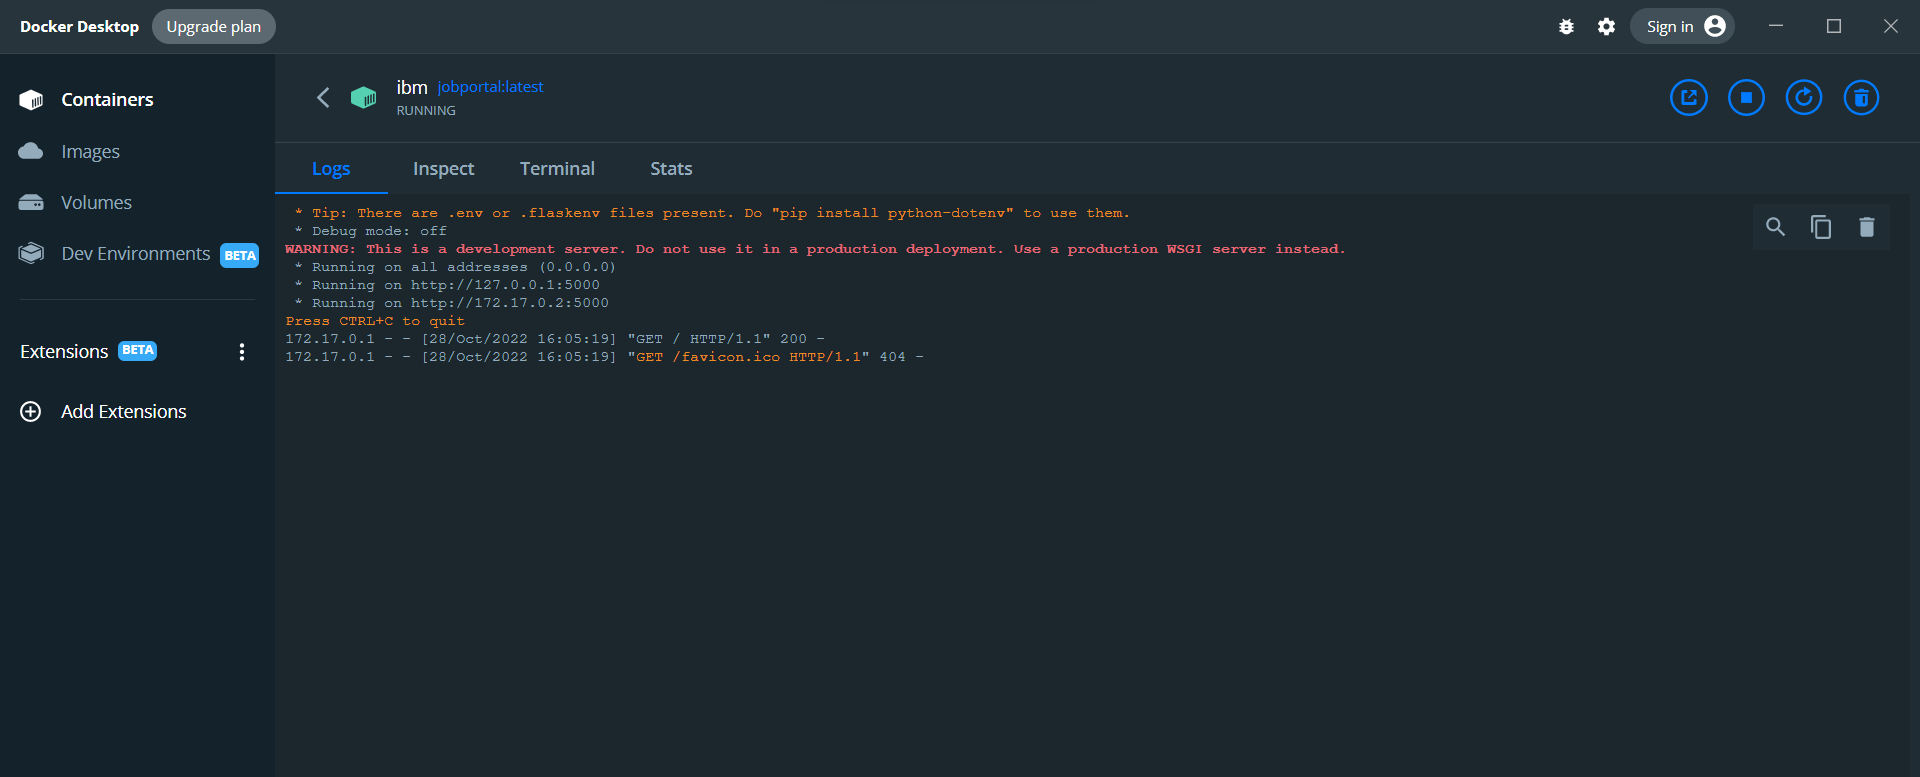 Docker Desktop Upgrade plan Sign in
Containers
Images
Volumes
Dev Environments BETA
Extensions BETA
Add Extensions
ibm jobportal:latest
RUNNING
Logs Inspect Terminal Stats
* Tip: There are .env or .flaskenv files present. Do "pip install python-dotenv" to use them.
* Debug mode: off
WARNING: This is a development server. Do not use it in a production deployment. Use a production WSGI server instead.
* Running on all addresses (0.0.0.0)
* Running on http://127.0.0.1:5000
* Running on http://172.17.0.2:5000
Press CTRL+C to quit
172.17.0.1 - - [28/Oct/2022 16:05:19] "GET / HTTP/1.1" 200 -
172.17.0.1 - - [28/Oct/2022 16:05:19] "GET /favicon.ico HTTP/1.1" 404 -